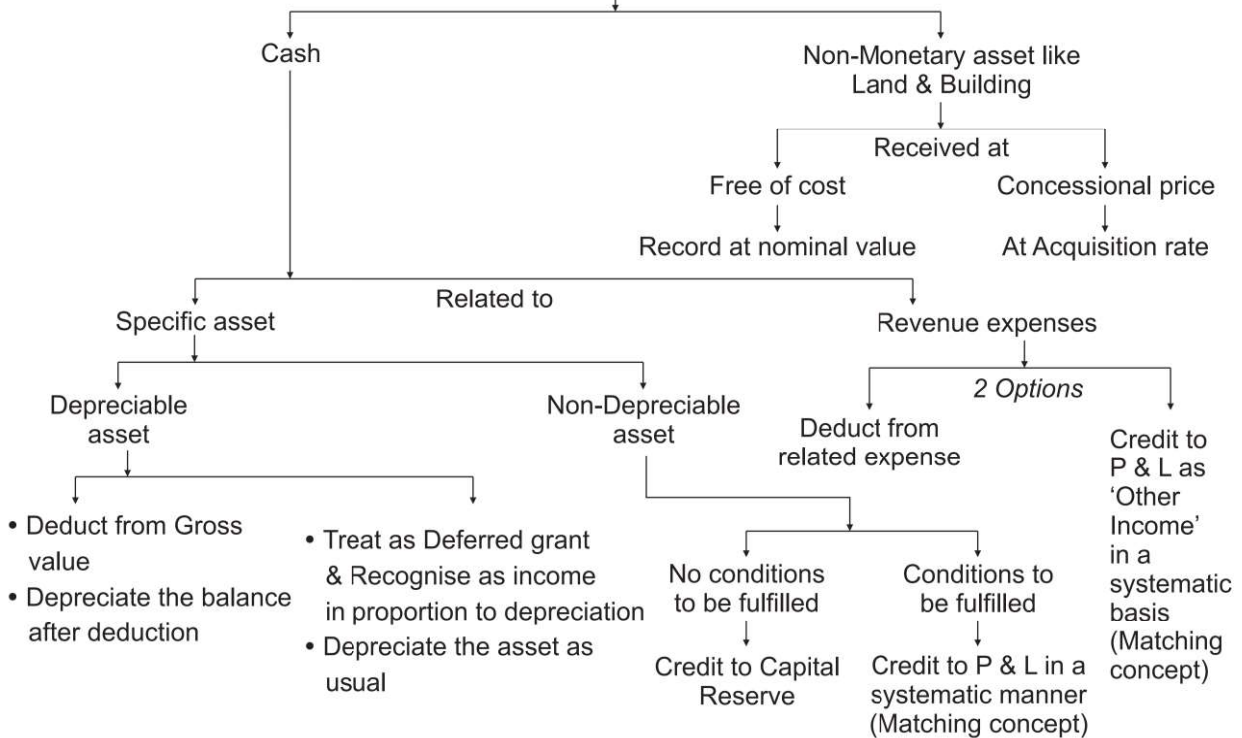 Cash
Non-Monetary asset like
Land & Building
Received at
Free of cost
Concessional price
Record at nominal value
At Acquisition rate
Related to
Specific asset
Revenue expenses
2 Options
Depreciable
asset
Non-Depreciable
asset
Deduct from
related expense
Credit to
P & L as
‘Other
Income’
in a
systematic
basis
(Matching
concept)
• Deduct from Gross
value
• Depreciate the balance
after deduction
• Treat as Deferred grant
& Recognise as income
in proportion to depreciation
• Depreciate the asset as
usual
No conditions
to be fulfilled
Conditions to
be fulfilled
Credit to Capital
Reserve
Credit to P & L in a
systematic manner
(Matching concept)